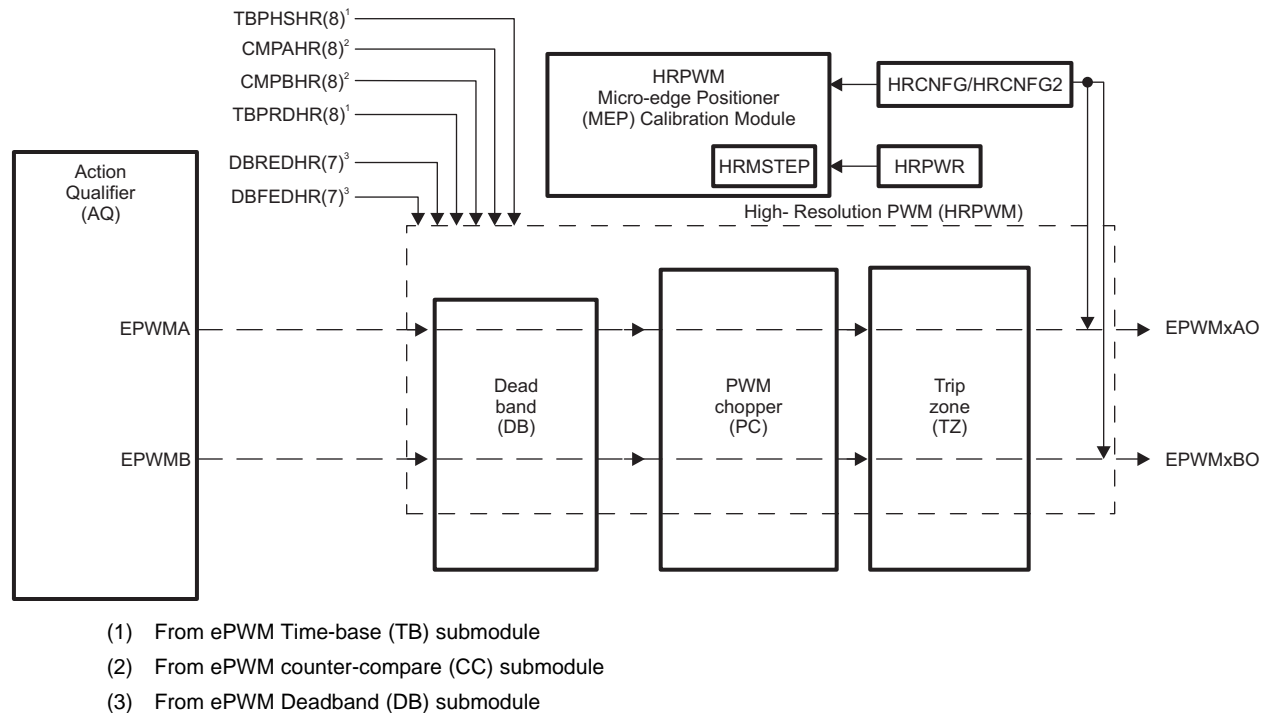 TBPHSHR(8)¹
CMPAHR(8)²
CMPBHR(8)²
TBPRDHR(8)¹
DBREDHR(7)³
DBFEDHR(7)³
HRPWM
Micro-edge Positioner
(MEP) Calibration Module
HRMSTEP
HRCNFG/HRCNFG2
HRPWR
High- Resolution PWM (HRPWM)
Action
Qualifier
(AQ)
EPWMA
EPWMB
Dead
band
(DB)
PWM
chopper
(PC)
Trip
zone
(TZ)
EPWMxAO
EPWMxBO
(1) From ePWM Time-base (TB) submodule
(2) From ePWM counter-compare (CC) submodule
(3) From ePWM Deadband (DB) submodule